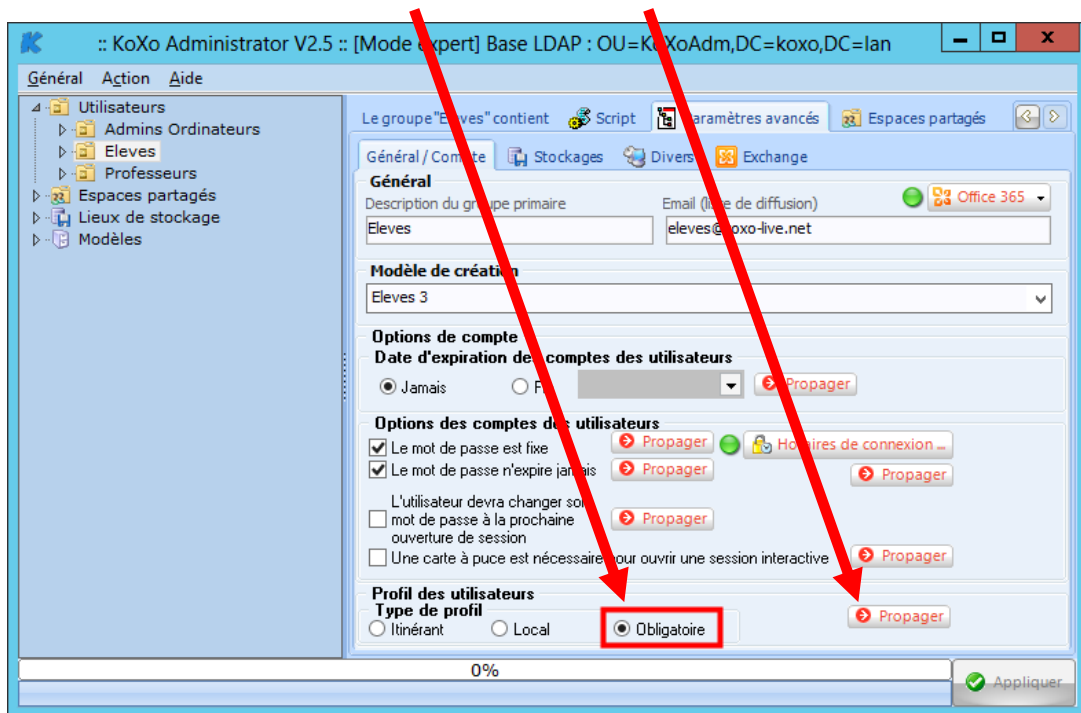 :: KoXo Administrator V2.5 :: [Mode expert] Base LDAP : OU=KoXoAdm,DC=koxo,DC=lan
Général Action Aide
Utilisateurs
Admins Ordinateurs
Eleves
Professeurs
Espaces partagés
Lieux de stockage
Modèles
Le groupe "Eleves" contient Script Paramètres avancés Espaces partagés
Général / Compte Stockages Divers Exchange
Général
Description du groupe primaire Email (liste de diffusion) Office 365
Eleves eleves@koxo-live.net
Modèle de création
Eleves 3
Options de compte
Date d'expiration des comptes des utilisateurs
Jamais Propager
Options des comptes des utilisateurs
Le mot de passe est fixe Propager Horaires de connexion ...
Le mot de passe n'expire jamais Propager Propager
L'utilisateur devra changer son
mot de passe à la prochaine Propager
ouverture de session
Une carte à puce est nécessaire pour ouvrir une session interactive Propager
Profil des utilisateurs
Type de profil
Itinérant Local Obligatoire Propager
0%
Appliquer